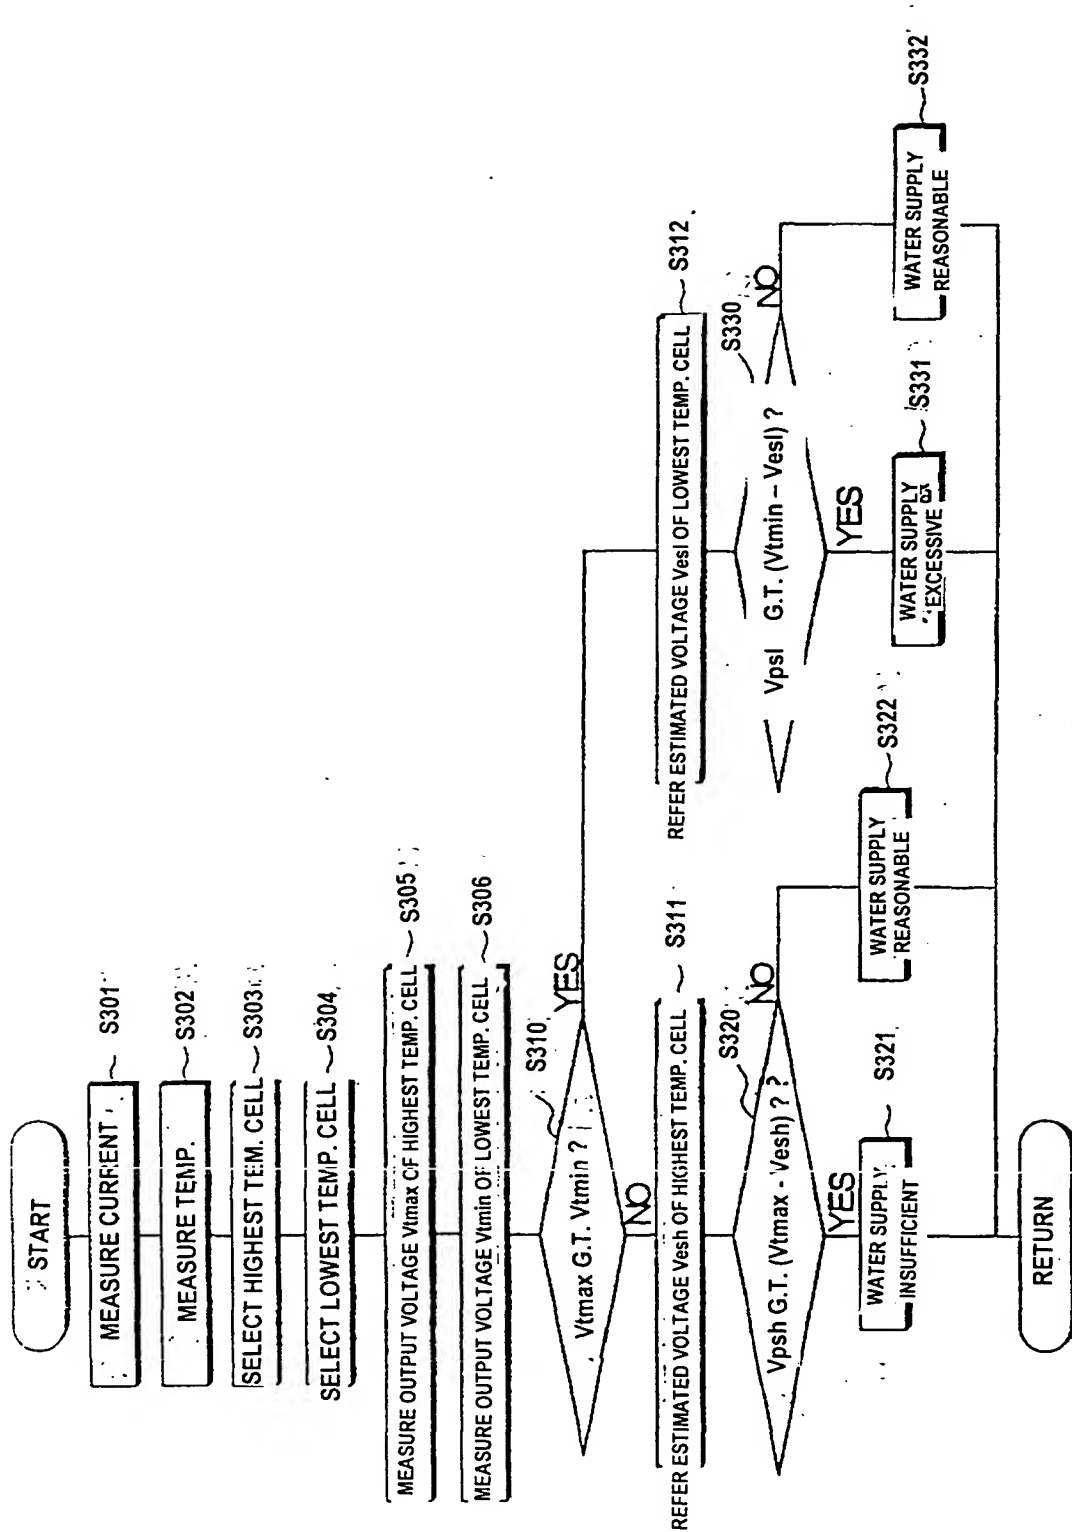 START
MEASURE CURRENT
S301
MEASURE TEMP.
S302
SELECT HIGHEST TEM. CELL
S303
SELECT LOWEST TEMP. CELL
S304
MEASURE OUTPUT VOLTAGE Vtmax OF HIGHEST TEMP. CELL
S305
MEASURE OUTPUT VOLTAGE Vtmin OF LOWEST TEMP. CELL
S306
Vtmax G.T. Vtmin ?
S310
YES
NO
REFER ESTIMATED VOLTAGE Vesh OF HIGHEST TEMP. CELL
S311
REFER ESTIMATED VOLTAGE Vesl OF LOWEST TEMP. CELL
S312
Vpsh G.T. (Vtmax - Vesh) ? ?
S320
NO
YES
Vpsl G.T. (Vtmin – Vesl) ?
S330
NO
YES
WATER SUPPLY
INSUFFICIENT
S321
WATER SUPPLY
REASONABLE
S322
WATER SUPPLY
EXCESSIVE
S331
WATER SUPPLY
REASONABLE
S332
RETURN